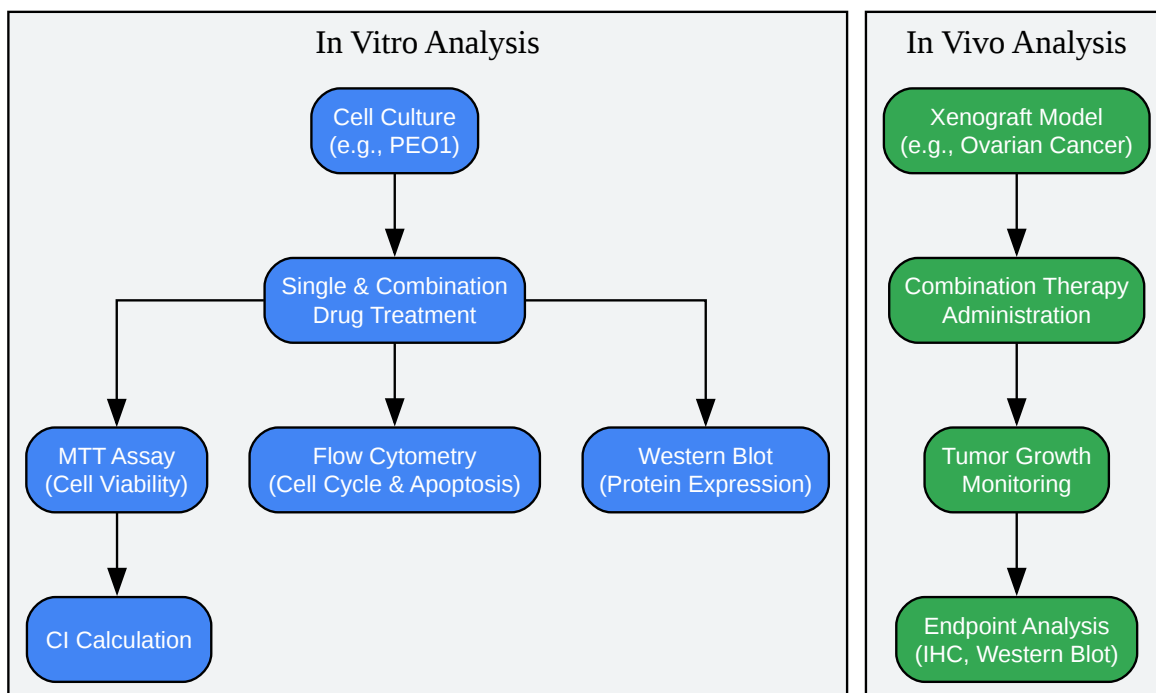 In Vitro Analysis
Cell Culture
(e.g., PEO1)
Single & Combination
Drug Treatment
MTT Assay
(Cell Viability)
Flow Cytometry
(Cell Cycle & Apoptosis)
Western Blot
(Protein Expression)
CI Calculation
In Vivo Analysis
Xenograft Model
(e.g., Ovarian Cancer)
Combination Therapy
Administration
Tumor Growth
Monitoring
Endpoint Analysis
(IHC, Western Blot)